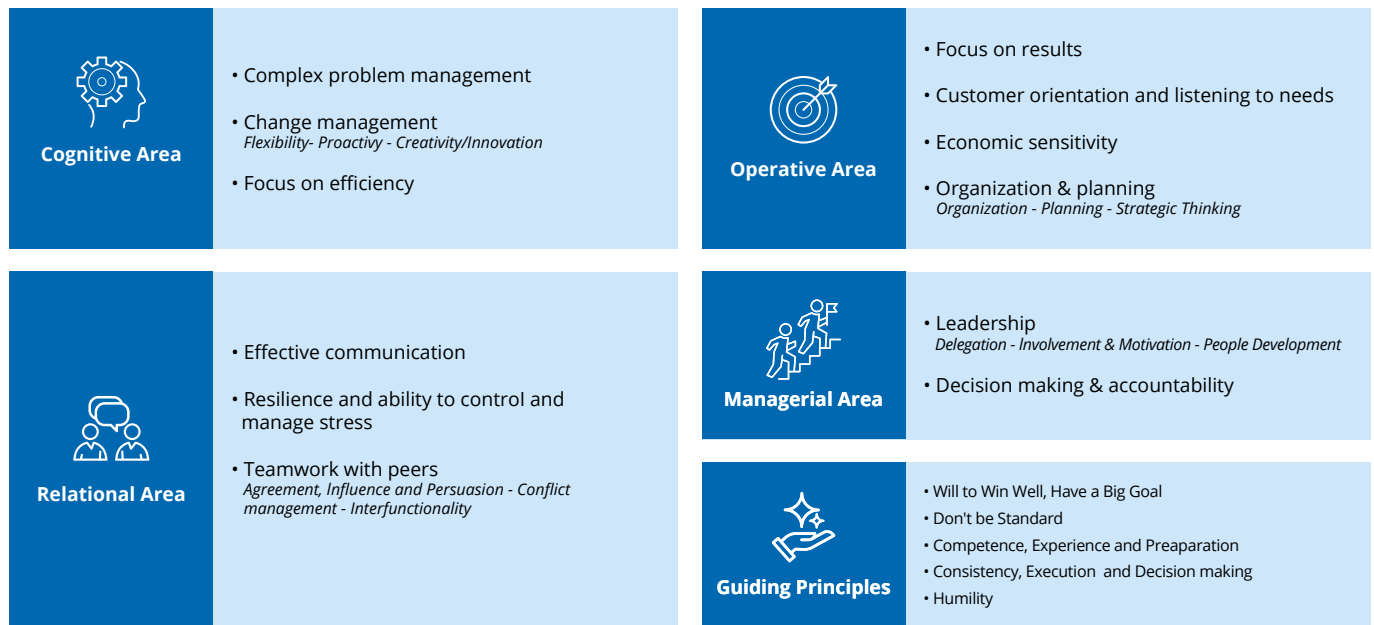 Cognitive Area
• Complex problem management
• Change management
Flexibility- Proactivy - Creativity/Innovation
• Focus on efficiency
Operative Area
• Focus on results
• Customer orientation and listening to needs
• Economic sensitivity
• Organization & planning
Organization - Planning - Strategic Thinking
Relational Area
• Effective communication
• Resilience and ability to control and
manage stress
• Teamwork with peers
Agreement, Influence and Persuasion - Conflict
management - Interfunctionality
Managerial Area
• Leadership
Delegation - Involvement & Motivation - People Development
• Decision making & accountability
Guiding Principles
• Will to Win Well, Have a Big Goal
• Don't be Standard
• Competence, Experience and Preaparation
• Consistency, Execution  and Decision making
• Humility